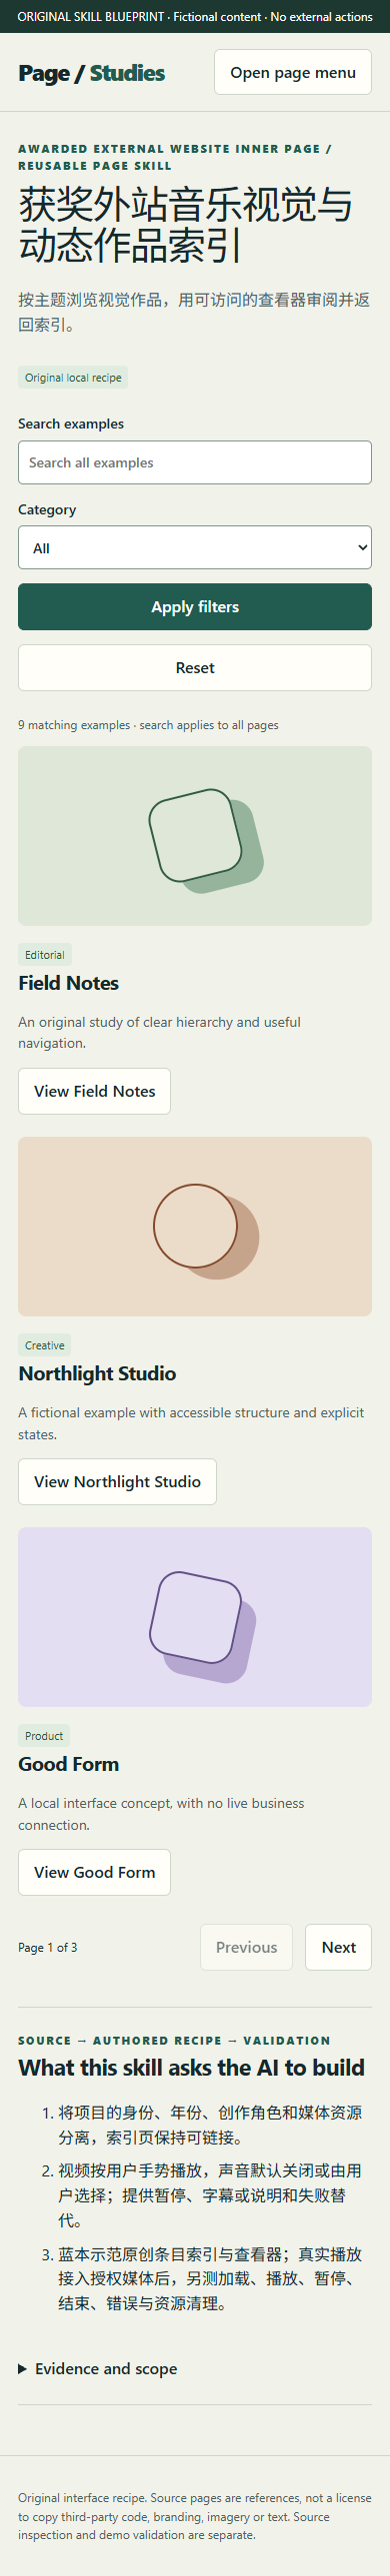 ORIGINAL SKILL BLUEPRINT · Fictional content · No external actions
Page / Studies
Open page menu
AWARDED EXTERNAL WEBSITE INNER PAGE /
REUSABLE PAGE SKILL
获奖外站音乐视觉与
动态作品索引
按主题浏览视觉作品，用可访问的查看器审阅并返
回索引。
Original local recipe
Search examples
Search all examples
Category
All
Apply filters
Reset
9 matching examples · search applies to all pages
Editorial
Field Notes
An original study of clear hierarchy and useful
navigation.
View Field Notes
Creative
Northlight Studio
A fictional example with accessible structure and explicit
states.
View Northlight Studio
Product
Good Form
A local interface concept, with no live business
connection.
View Good Form
Page 1 of 3
Previous
Next
SOURCE → AUTHORED RECIPE → VALIDATION
What this skill asks the AI to build
1. 将项目的身份、年份、创作角色和媒体资源
分离，索引页保持可链接。
2. 视频按用户手势播放，声音默认关闭或由用
户选择；提供暂停、字幕或说明和失败替
代。
3. 蓝本示范原创条目索引与查看器；真实播放
接入授权媒体后，另测加载、播放、暂停、
结束、错误与资源清理。
Evidence and scope
Original interface recipe. Source pages are references, not a license
to copy third-party code, branding, imagery or text. Source
inspection and demo validation are separate.